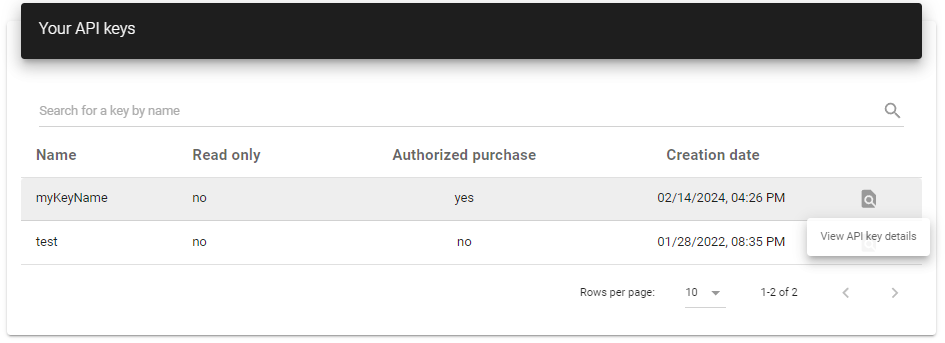 Your API keys
Search for a key by name
Name Read only Authorized purchase Creation date
myKeyName no yes 02/14/2024, 04:26 PM
test no no 01/28/2022, 08:35 PM
View API key details
Rows per page: 10 1-2 of 2